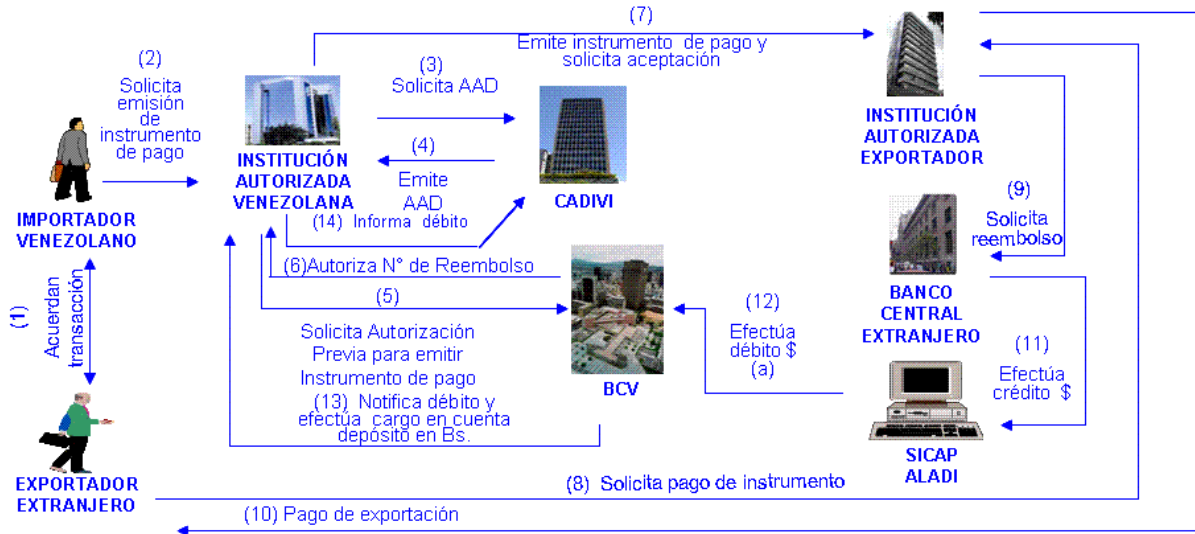 (7)
Emite instrumento de pago y
solicita aceptación
(2)
Solicita
emisión
de
instrumento
de pago
(3)
Solicita AAD
INSTITUCIÓN
AUTORIZADA
EXPORTADOR
(4)
Emite
AAD
INSTITUCIÓN
AUTORIZADA
VENEZOLANA
CADIVI
(9)
Solicita
reembolso
IMPORTADOR
VENEZOLANO
(14) Informa débito
(6)Autoriza N° de Reembolso
(5)
Solicita Autorización
Previa para emitir
Instrumento de pago
(13) Notifica débito y
efectúa cargo en cuenta
depósito en Bs.
BCV
(12)
Efectúa
débito $
(a)
BANCO
CENTRAL
EXTRANJERO
(11)
Efectúa
crédito $
(1)
Acuerdan
transacción
SICAP
ALADI
EXPORTADOR
EXTRANJERO
(8) Solicita pago de instrumento
(10) Pago de exportación